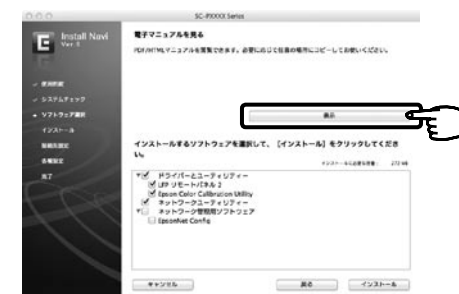 SC-PXXXX Series
Install Navi
Ver.
電子マニュアルを見る
PDF/HTMLマニュアルを閲覧できます。必要に応じて任意の場所にコピーしてお使いください。
使用許諾
システムチェック
ソフトウェア選択
インストール
接続先設定
各種設定
完了
表示
インストールするソフトウェアを選択して、［インストール］をクリックしてくださ
い。
インストールに必要な容量： 272 MB
ドライバーとユーティリティー
LFP リモートパネル 2
Epson Color Calibration Utility
ネットワークユーティリティー
ネットワーク管理用ソフトウェア
EpsonNet Config
キャンセル
戻る
インストール